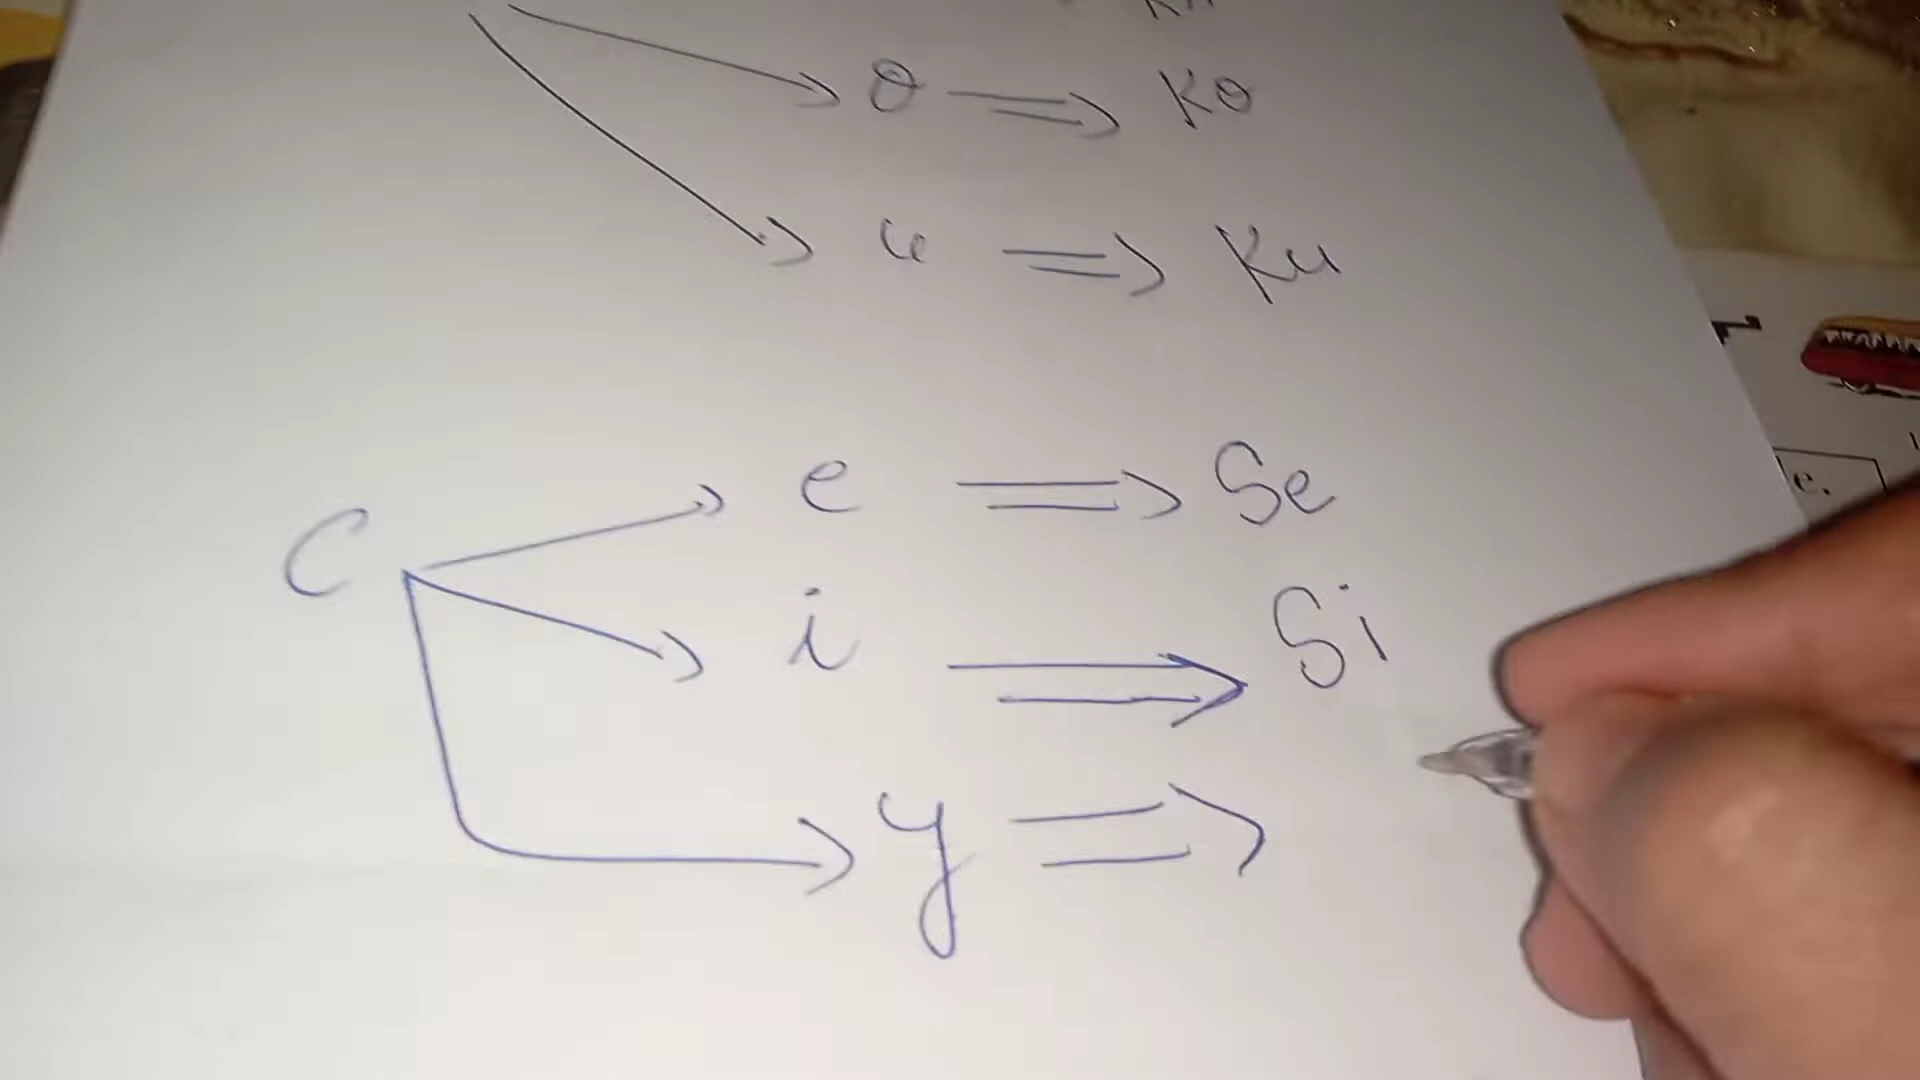 o ⇒ Ko
u ⇒ Ku
C → e ⇒ Se
→ i ⇒ Si
→ y ⇒
e.